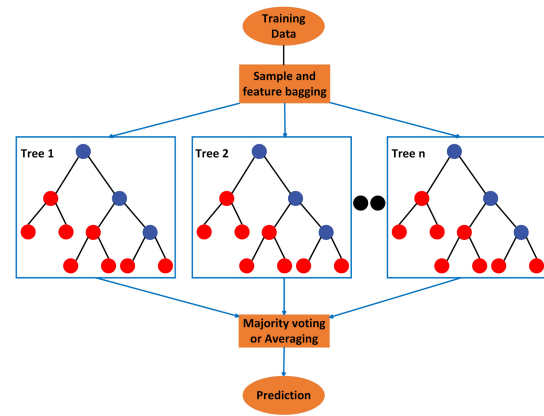 Training
Data
Sample and
feature bagging
Tree 1
Tree 2
Tree n
Majority voting
or Averaging
Prediction